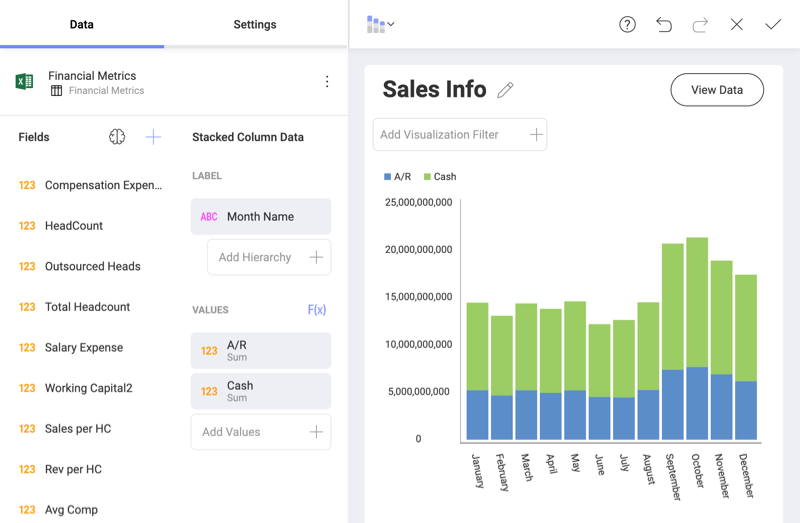 Data
Settings
Financial Metrics
Financial Metrics
Fields
Stacked Column Data
123 Compensation Expen...
123 HeadCount
123 Outsourced Heads
123 Total Headcount
123 Salary Expense
123 Working Capital2
123 Sales per HC
123 Rev per HC
123 Avg Comp
LABEL
ABC Month Name
Add Hierarchy
VALUES
F(x)
123 A/R
Sum
123 Cash
Sum
Add Values
Sales Info
View Data
Add Visualization Filter
A/R Cash
25,000,000,000
20,000,000,000
15,000,000,000
10,000,000,000
5,000,000,000
0
January
February
March
April
May
June
July
August
September
October
November
December